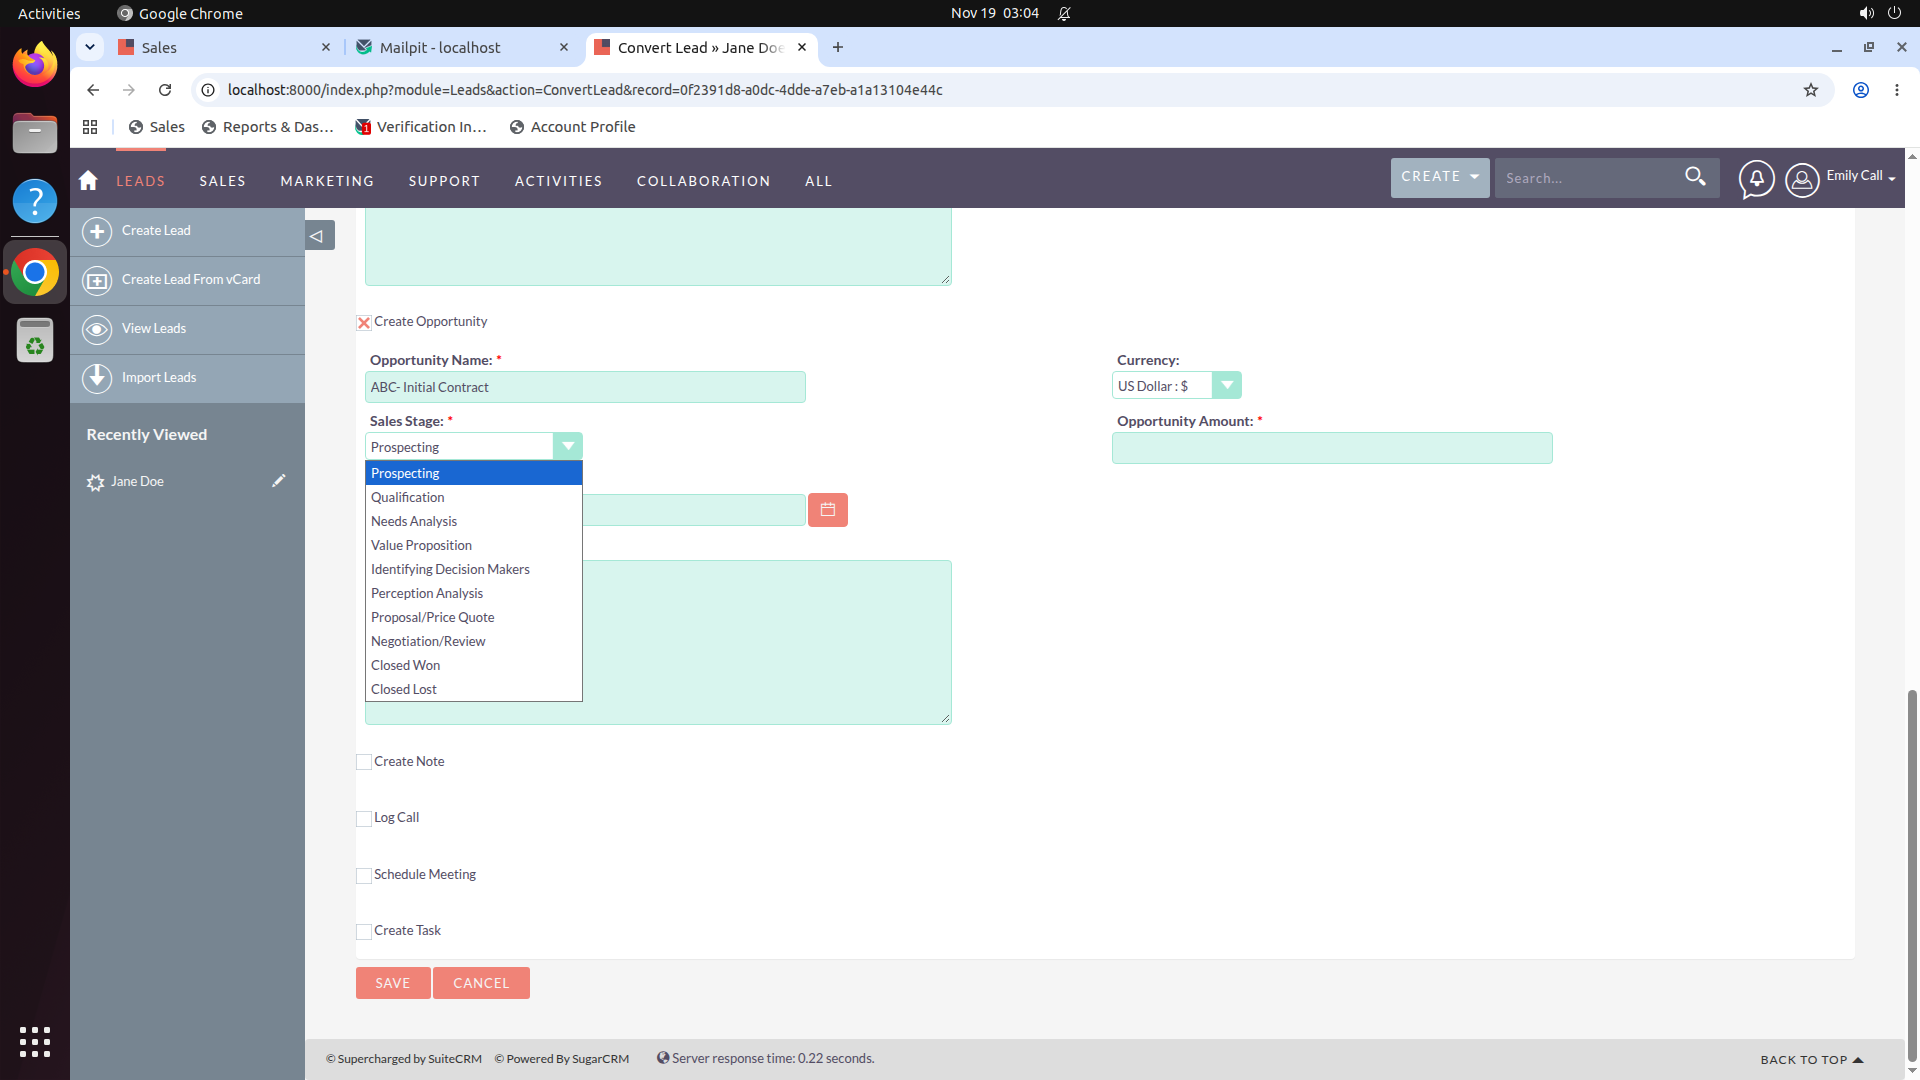 Activities
Google Chrome
Nov 19 03:04
Sales
Mailpit - localhost
Convert Lead » Jane Doe
localhost:8000/index.php?module=Leads&action=ConvertLead&record=0f2391d8-a0dc-4dde-a7eb-a1a13104e44c
Sales
Reports & Das...
1
Verification In...
Account Profile
LEADS
SALES
MARKETING
SUPPORT
ACTIVITIES
COLLABORATION
ALL
CREATE
Search...
Emily Call
Create Lead
Create Lead From vCard
View Leads
Import Leads
Recently Viewed
Jane Doe
Create Opportunity
Opportunity Name: *
Currency:
ABC- Initial Contract
US Dollar : $
Sales Stage: *
Opportunity Amount: *
Prospecting
Prospecting
Qualification
Needs Analysis
Value Proposition
Identifying Decision Makers
Perception Analysis
Proposal/Price Quote
Negotiation/Review
Closed Won
Closed Lost
Create Note
Log Call
Schedule Meeting
Create Task
SAVE
CANCEL
© Supercharged by SuiteCRM
© Powered By SugarCRM
Server response time: 0.22 seconds.
BACK TO TOP